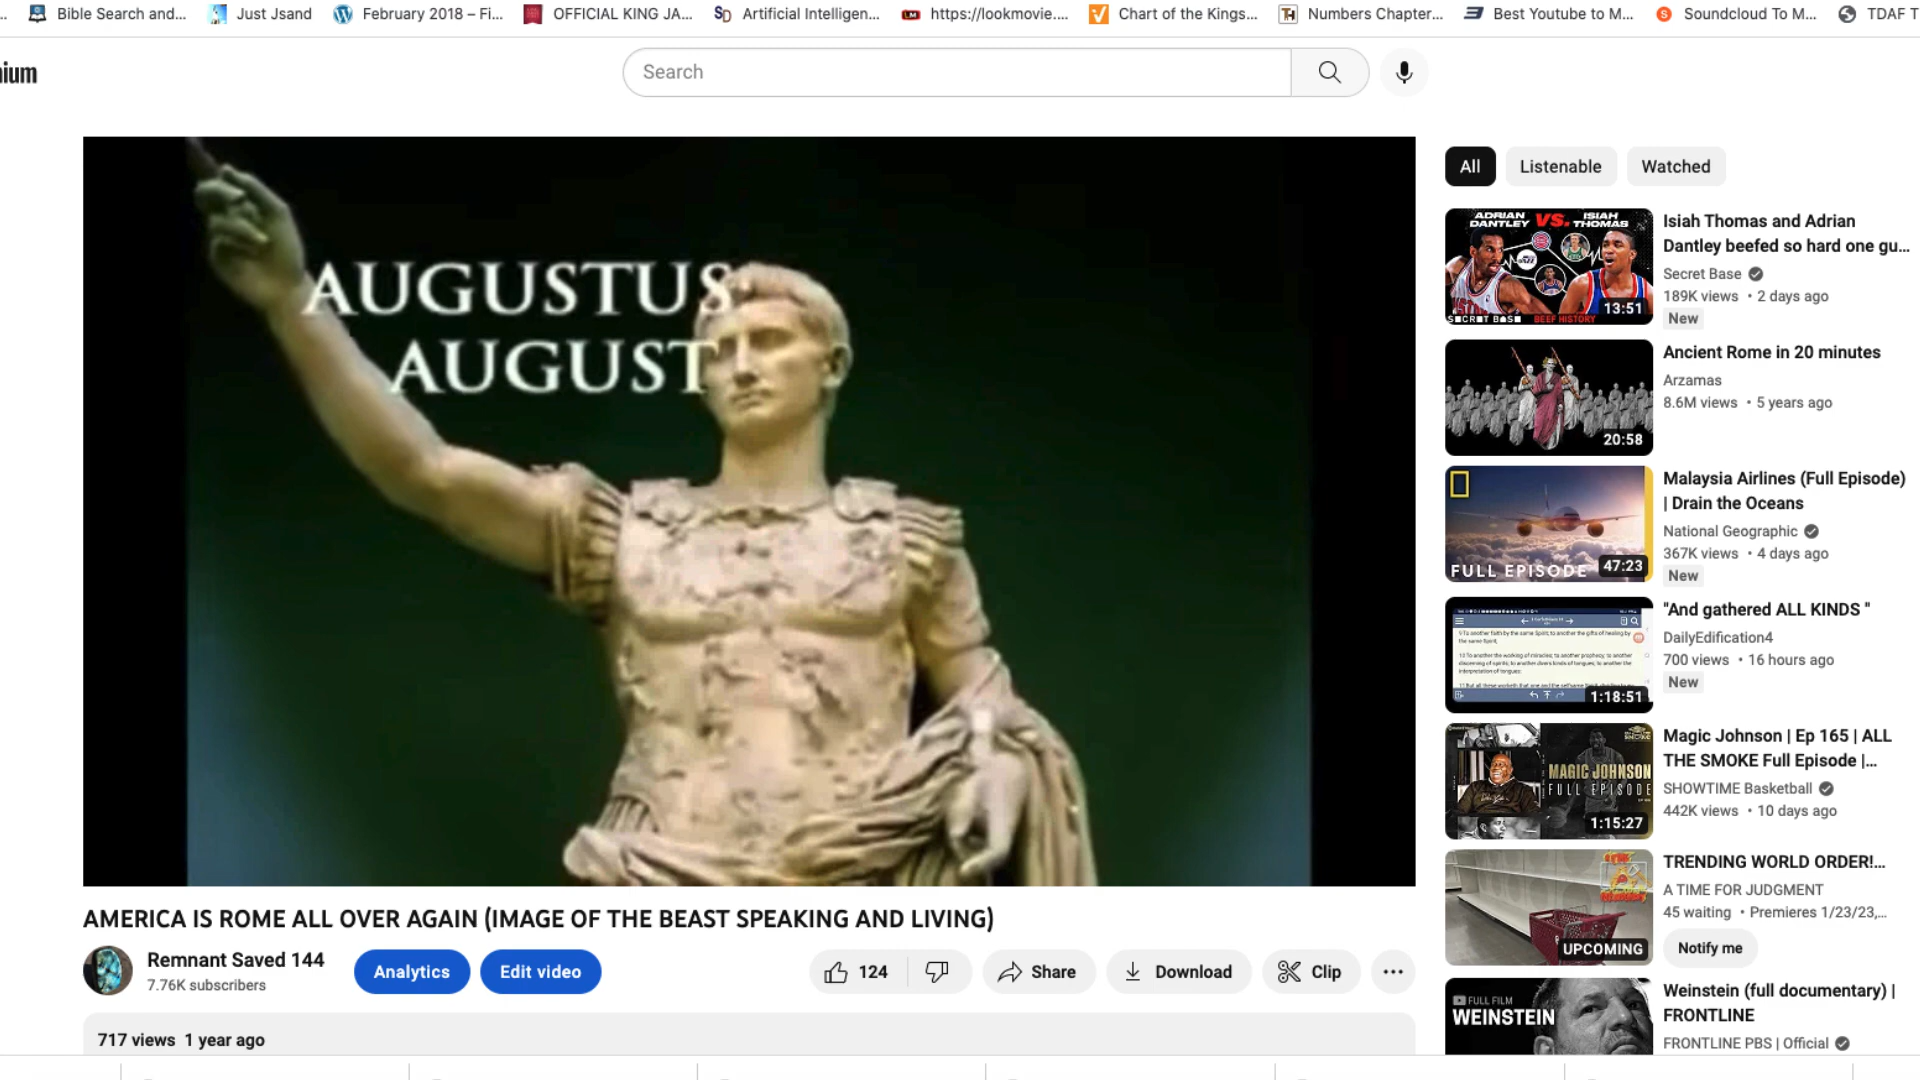 Bible Search and...
Just Jsand
February 2018 – Fi...
OFFICIAL KING JA...
Artificial Intelligen...
https://lookmovie....
Chart of the Kings...
Numbers Chapter...
Best Youtube to M...
Soundcloud To M...
TDAF T
ium
Search
AUGUSTUS
AUGUST
AMERICA IS ROME ALL OVER AGAIN (IMAGE OF THE BEAST SPEAKING AND LIVING)
Remnant Saved 144
7.76K subscribers
Analytics
Edit video
124
Share
Download
Clip
717 views 1 year ago
All
Listenable
Watched
ADRIAN DANTLEY VS. ISIAH THOMAS
SECRET BASE
BEEF HISTORY
13:51
Isiah Thomas and Adrian
Dantley beefed so hard one gu...
Secret Base
189K views • 2 days ago
New
20:58
Ancient Rome in 20 minutes
Arzamas
8.6M views • 5 years ago
FULL EPISODE
47:23
Malaysia Airlines (Full Episode)
| Drain the Oceans
National Geographic
367K views • 4 days ago
New
1:18:51
"And gathered ALL KINDS "
DailyEdification4
700 views • 16 hours ago
New
MAGIC JOHNSON
FULL EPISODE
1:15:27
Magic Johnson | Ep 165 | ALL
THE SMOKE Full Episode |...
SHOWTIME Basketball
442K views • 10 days ago
UPCOMING
TRENDING WORLD ORDER!...
A TIME FOR JUDGMENT
45 waiting • Premieres 1/23/23,...
Notify me
FULL FILM
WEINSTEIN
Weinstein (full documentary) |
FRONTLINE
FRONTLINE PBS | Official